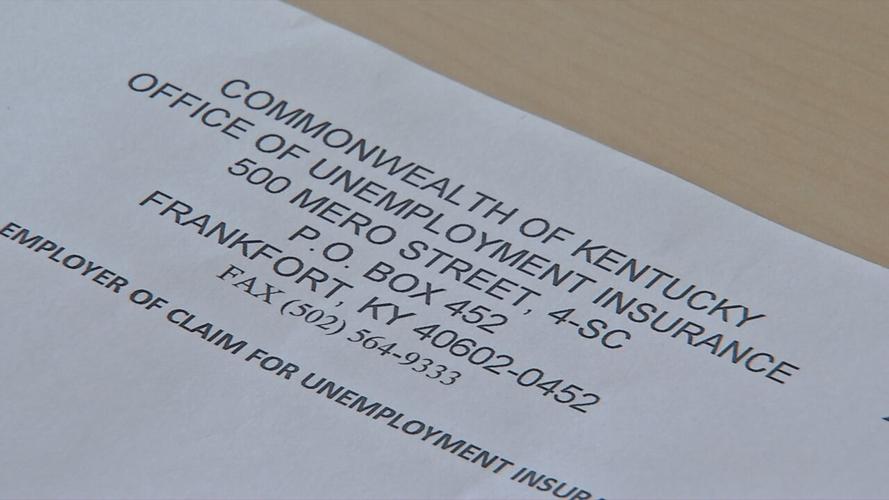 COMMONWEALTH OF KENTUCKY
OFFICE OF UNEMPLOYMENT INSURANCE
500 MERO STREET, 4-SC
P.O. BOX 452
FRANKFORT, KY 40602-0452
FAX (502) 564-9333
EMPLOYER OF CLAIM FOR UNEMPLOYMENT